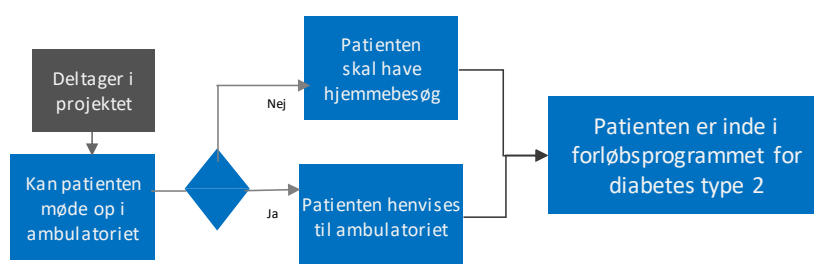 Deltager i
projektet
Kan patienten
møde op i
ambulatoriet
Nej
Ja
Patienten
skal have
hjemmebesøg
Patienten henvises
til ambulatoriet
Patienten er inde i
forløbsprogrammet for
diabetes type 2